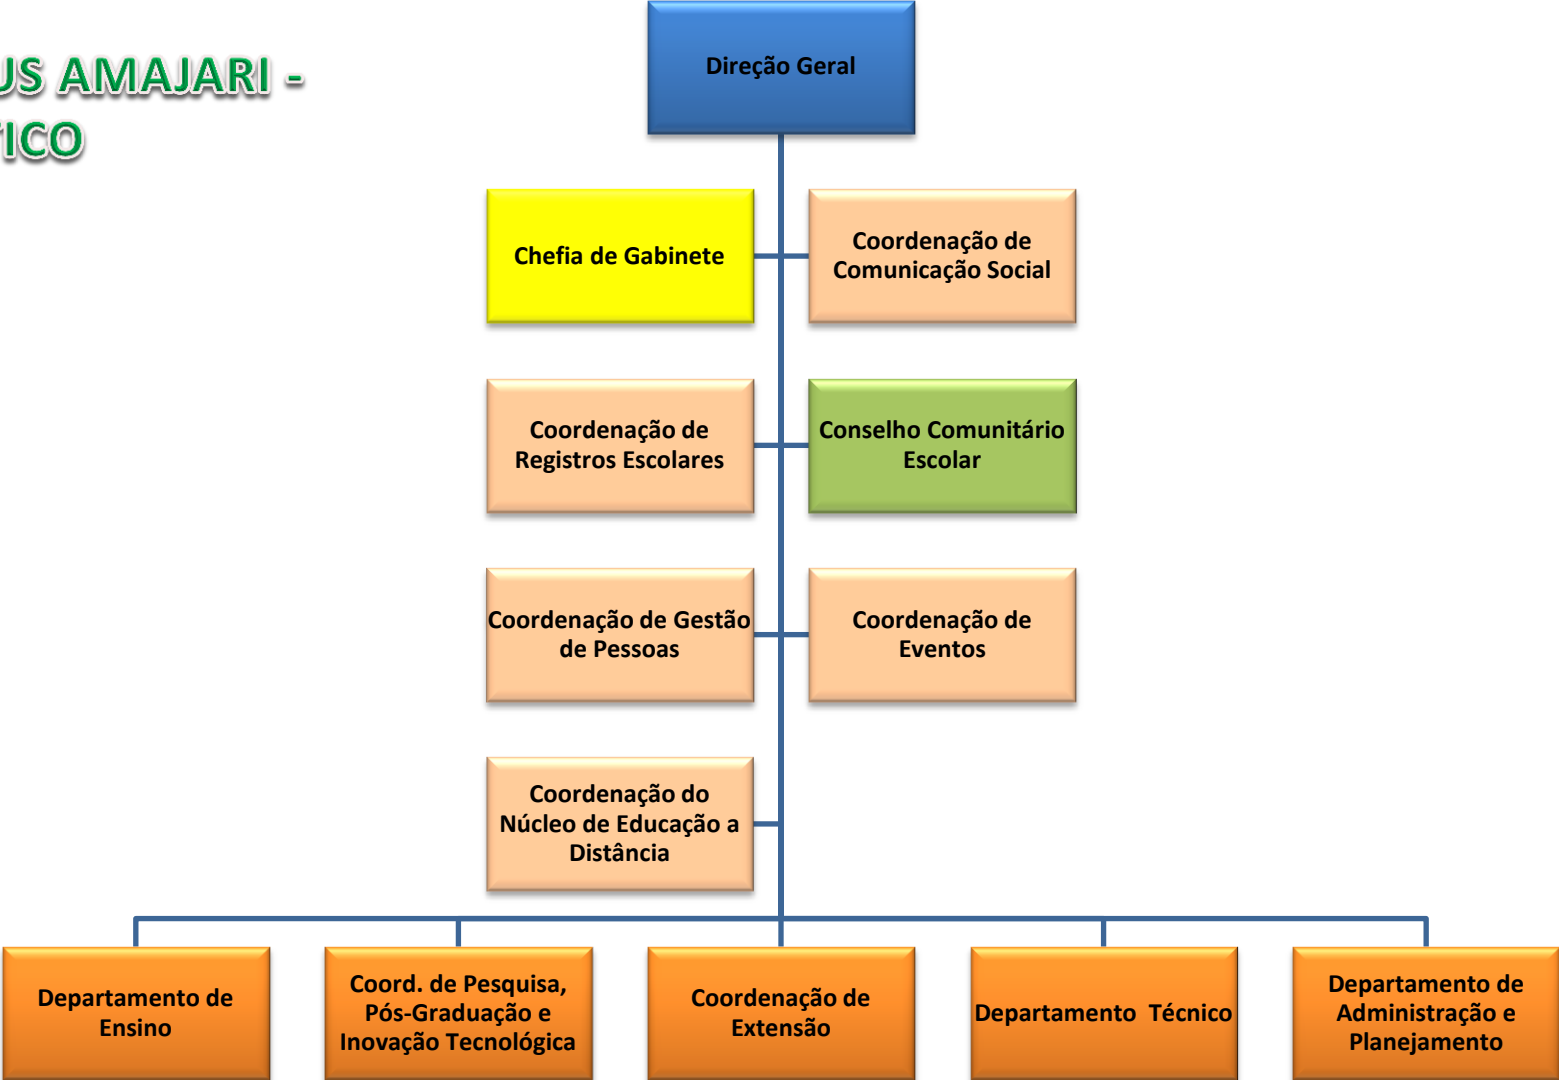 US AMAJARI -
TICO
Direção Geral
Chefia de Gabinete
Coordenação de
Comunicação Social
Coordenação de
Registros Escolares
Conselho Comunitário
Escolar
Coordenação de Gestão
de Pessoas
Coordenação de
Eventos
Coordenação do
Núcleo de Educação a
Distância
Departamento de
Ensino
Coord. de Pesquisa,
Pós-Graduação e
Inovação Tecnológica
Coordenação de
Extensão
Departamento Técnico
Departamento de
Administração e
Planejamento